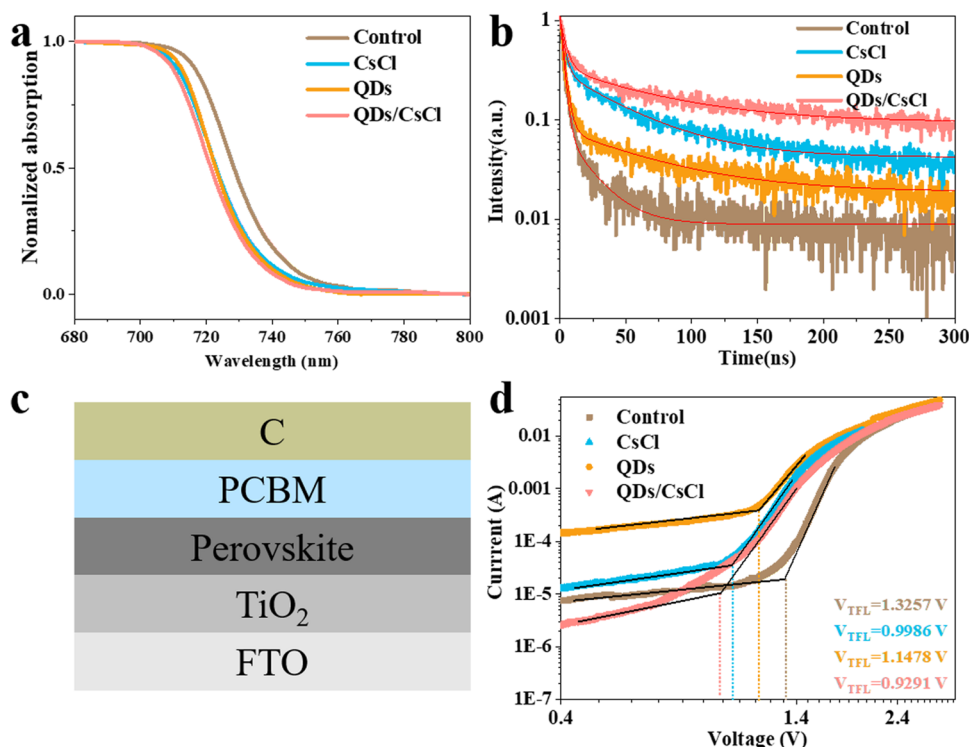 a
Control
CsCl
QDs
QDs/CsCl
1.0
0.5
0.0
Nomalized absorption
680
700
720
740
760
780
800
Wavelength (nm)
b
Control
CsCl
QDs
QDs/CsCl
1
0.1
0.01
0.001
Intensity(a.u.)
0
50
100
150
200
250
300
Time(ns)
c
C
PCBM
Perovskite
TiO2
FTO
d
Control
CsCl
QDs
QDs/CsCl
0.01
0.001
1E-4
1E-5
1E-6
1E-7
Currrent (A)
VTFL=1.3257 V
VTFL=0.9986 V
VTFL=1.1478 V
VTFL=0.9291 V
0.4
1.4
2.4
Voltage (V)